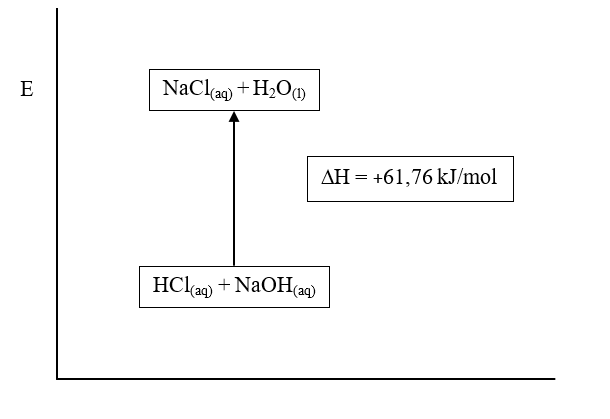 NaCl(aq) + H₂O(l)
E
ΔH = +61,76 kJ/mol
HCl(aq) + NaOH(aq)